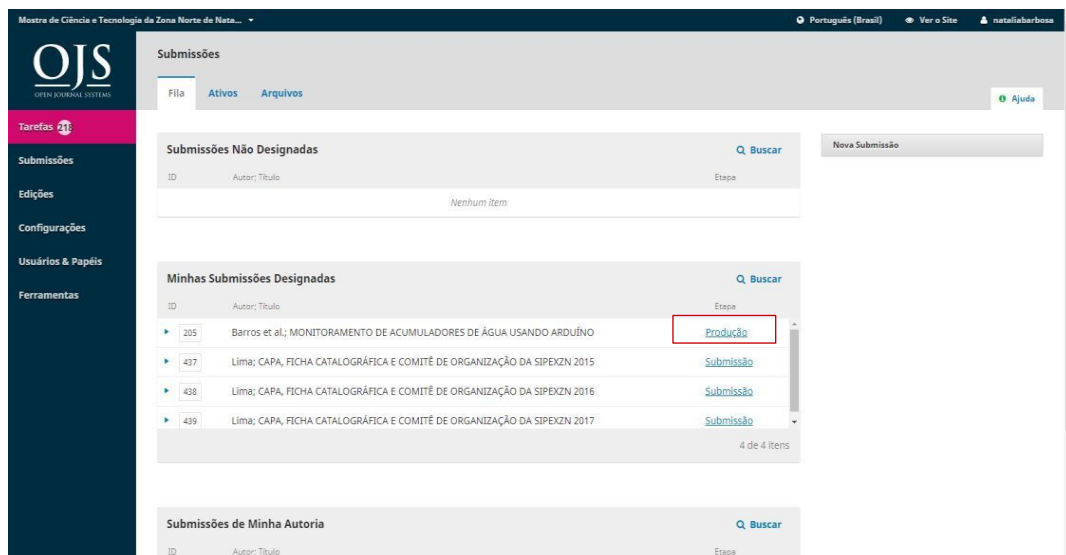 Mostra de Ciência e Tecnologia da Zona Norte de Nata...
Português (Brasil) Ver o Site nataliabarbosa
OJS
OPEN JOURNAL SYSTEMS
Submissões
Fila Ativos Arquivos
Ajuda
Tarefas
Submissões
Edições
Configurações
Usuários & Papéis
Ferramentas
Submissões Não Designadas Buscar
ID Autor; Título Etapa
Nenhum item
Nova Submissão
Minhas Submissões Designadas Buscar
ID Autor; Título Etapa
205 Barros et al.; MONITORAMENTO DE ACUMULADORES DE ÁGUA USANDO ARDUÍNO Produção
437 Lima; CAPA, FICHA CATALOGRÁFICA E COMITÊ DE ORGANIZAÇÃO DA SIPEXZN 2015 Submissão
438 Lima; CAPA, FICHA CATALOGRÁFICA E COMITÊ DE ORGANIZAÇÃO DA SIPEXZN 2016 Submissão
439 Lima; CAPA, FICHA CATALOGRÁFICA E COMITÊ DE ORGANIZAÇÃO DA SIPEXZN 2017 Submissão
4 de 4 itens
Submissões de Minha Autoria Buscar
ID Autor; Título Etapa